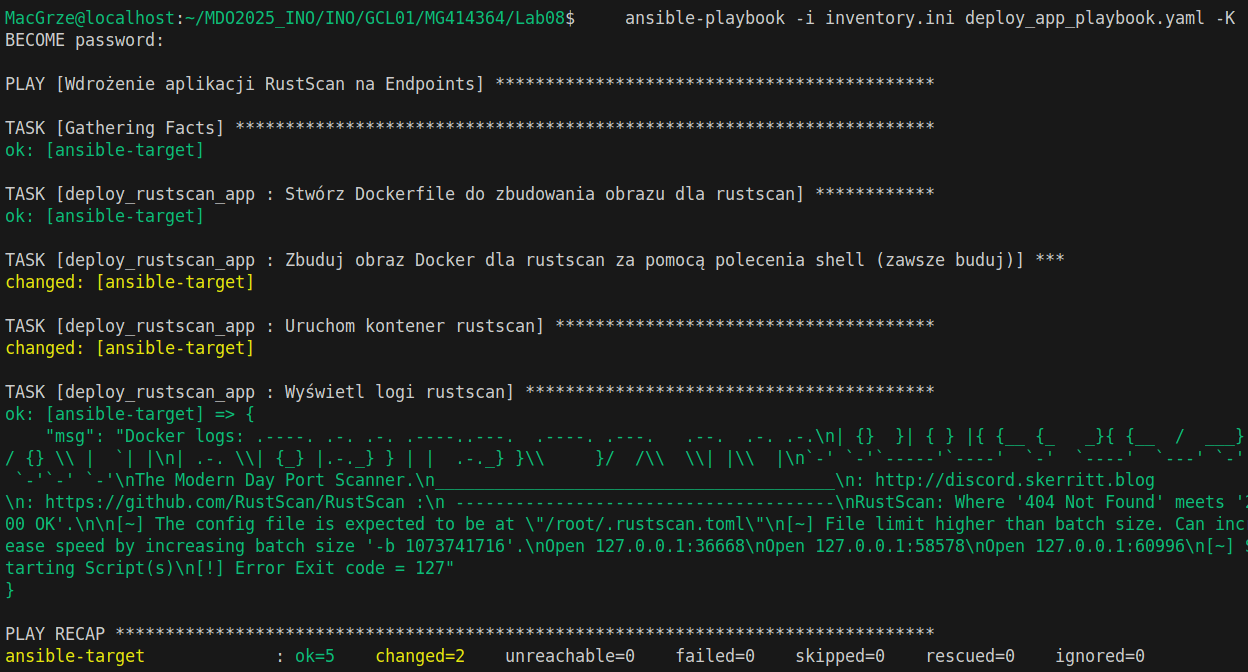 MacGrze@localhost:~/MDO2025_INO/INO/GCL01/MG414364/Lab08$     ansible-playbook -i inventory.ini deploy_app_playbook.yaml -K
BECOME password:
PLAY [Wdrożenie aplikacji RustScan na Endpoints] ********************************************
TASK [Gathering Facts] **********************************************************************
ok: [ansible-target]
TASK [deploy_rustscan_app : Stwórz Dockerfile do zbudowania obrazu dla rustscan] ************
ok: [ansible-target]
TASK [deploy_rustscan_app : Zbuduj obraz Docker dla rustscan za pomocą polecenia shell (zawsze buduj)] ***
changed: [ansible-target]
TASK [deploy_rustscan_app : Uruchom kontener rustscan] **************************************
changed: [ansible-target]
TASK [deploy_rustscan_app : Wyświetl logi rustscan] *****************************************
ok: [ansible-target] => {
    "msg": "Docker logs: .----. .-. .-. .----..---.  .----. .---.   .--.  .-. .-.\n| {}  }| { } |{ {__ {_   _}{ {__  /  ___}
/ {} \\ |  `| |\n| .-. \\| {_} |.-._} } | |  .-._} }\\     }/  /\\  \\| |\\  |\n`-' `-'`-----'`----'  `-'  `----'  `---' `-'
 `-'`-' `-'\nThe Modern Day Port Scanner.\n________________________________________\n: http://discord.skerritt.blog
\n: https://github.com/RustScan/RustScan :\n --------------------------------------\nRustScan: Where '404 Not Found' meets '2
00 OK'.\n\n[~] The config file is expected to be at \"/root/.rustscan.toml\"\n[~] File limit higher than batch size. Can inc
ease speed by increasing batch size '-b 1073741716'.\nOpen 127.0.0.1:36668\nOpen 127.0.0.1:58578\nOpen 127.0.0.1:60996\n[~] S
tarting Script(s)\n[!] Error Exit code = 127"
}
PLAY RECAP **********************************************************************************
ansible-target             : ok=5    changed=2    unreachable=0    failed=0    skipped=0    rescued=0    ignored=0